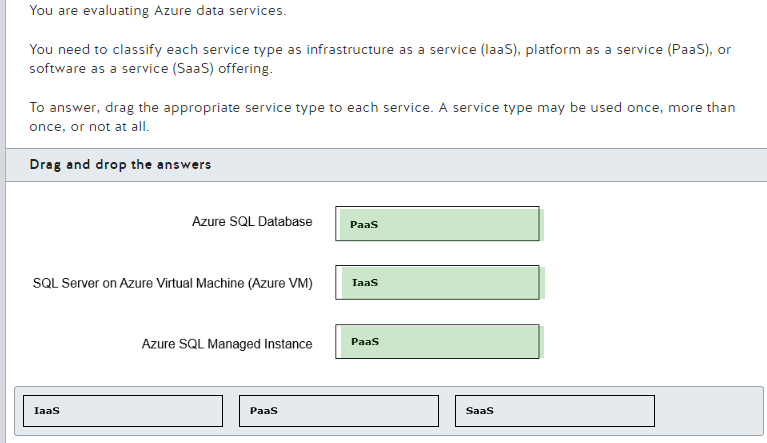 You are evaluating Azure data services.
You need to classify each service type as infrastructure as a service (IaaS), platform as a service (PaaS), or
software as a service (SaaS) offering.
To answer, drag the appropriate service type to each service. A service type may be used once, more than
once, or not at all.
Drag and drop the answers
Azure SQL Database PaaS
SQL Server on Azure Virtual Machine (Azure VM) IaaS
Azure SQL Managed Instance PaaS
IaaS PaaS SaaS